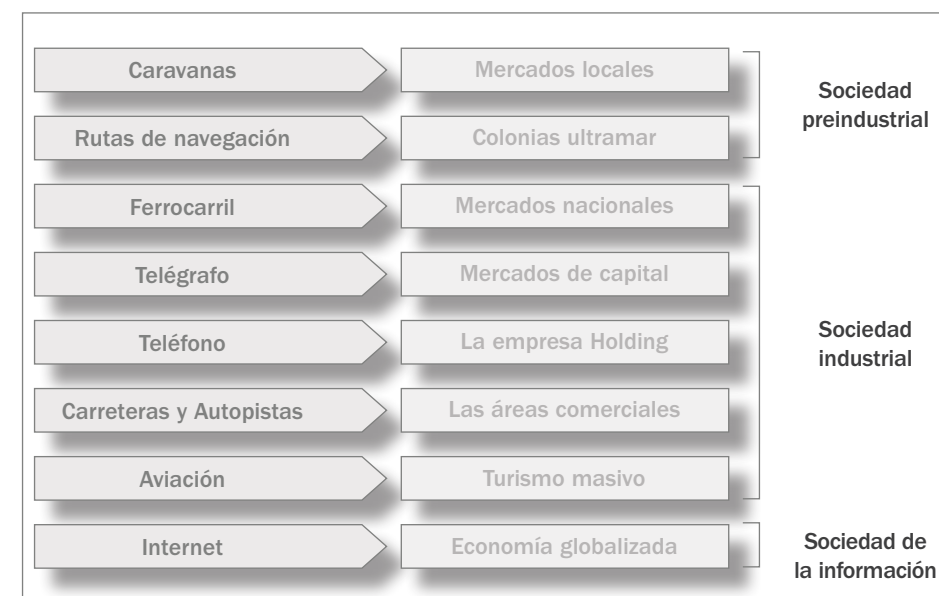 Caravanas
Mercados locales
Rutas de navegación
Colonias ultramar
Sociedad
preindustrial
Ferrocarril
Mercados nacionales
Telégrafo
Mercados de capital
Teléfono
La empresa Holding
Carreteras y Autopistas
Las áreas comerciales
Aviación
Turismo masivo
Sociedad
industrial
Internet
Economía globalizada
Sociedad de
la información